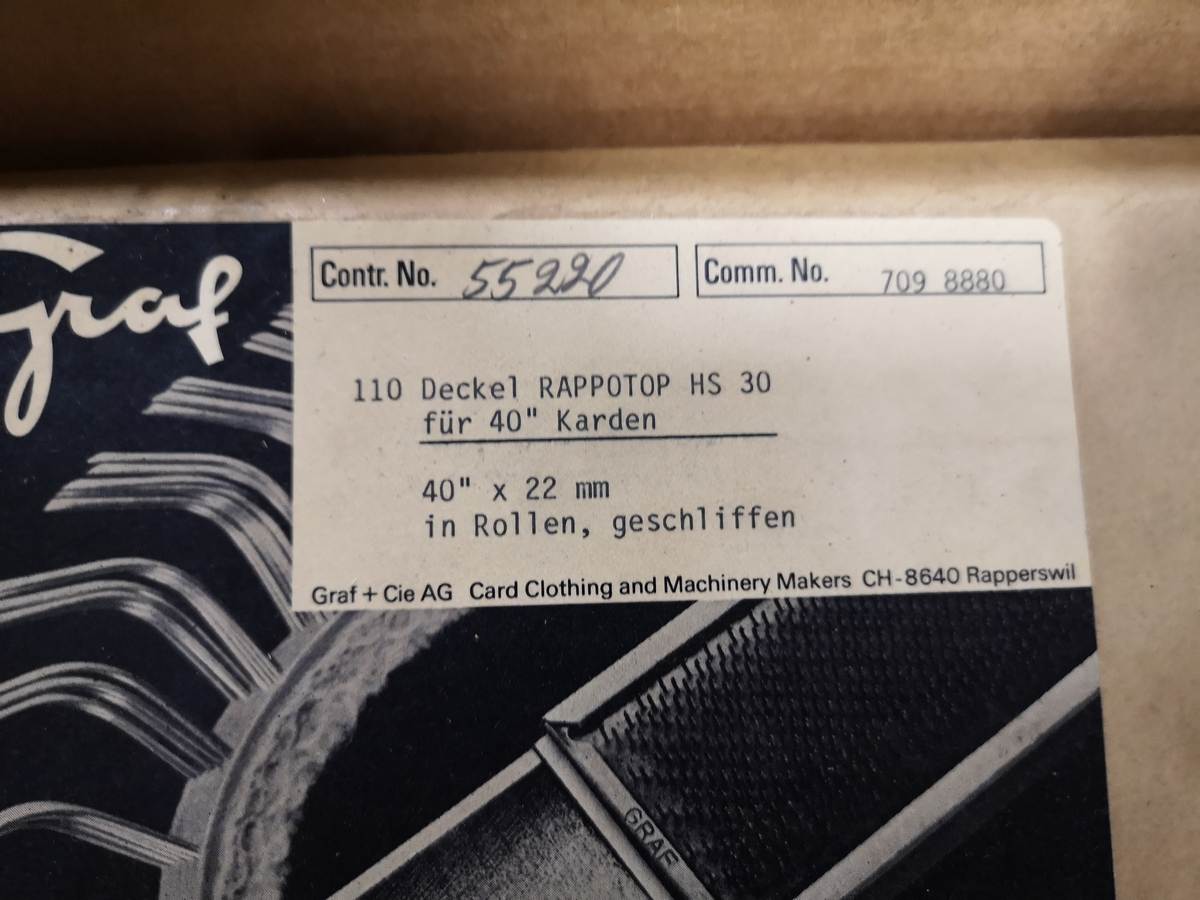 Graf
Contr. No. 55220
Comm. No. 709 8880
110 Deckel RAPPOTOP HS 30
für 40" Karden
40" x 22 mm
in Rollen, geschliffen
Graf + Cie AG Card Clothing and Machinery Makers CH-8640 Rapperswil
GRAF